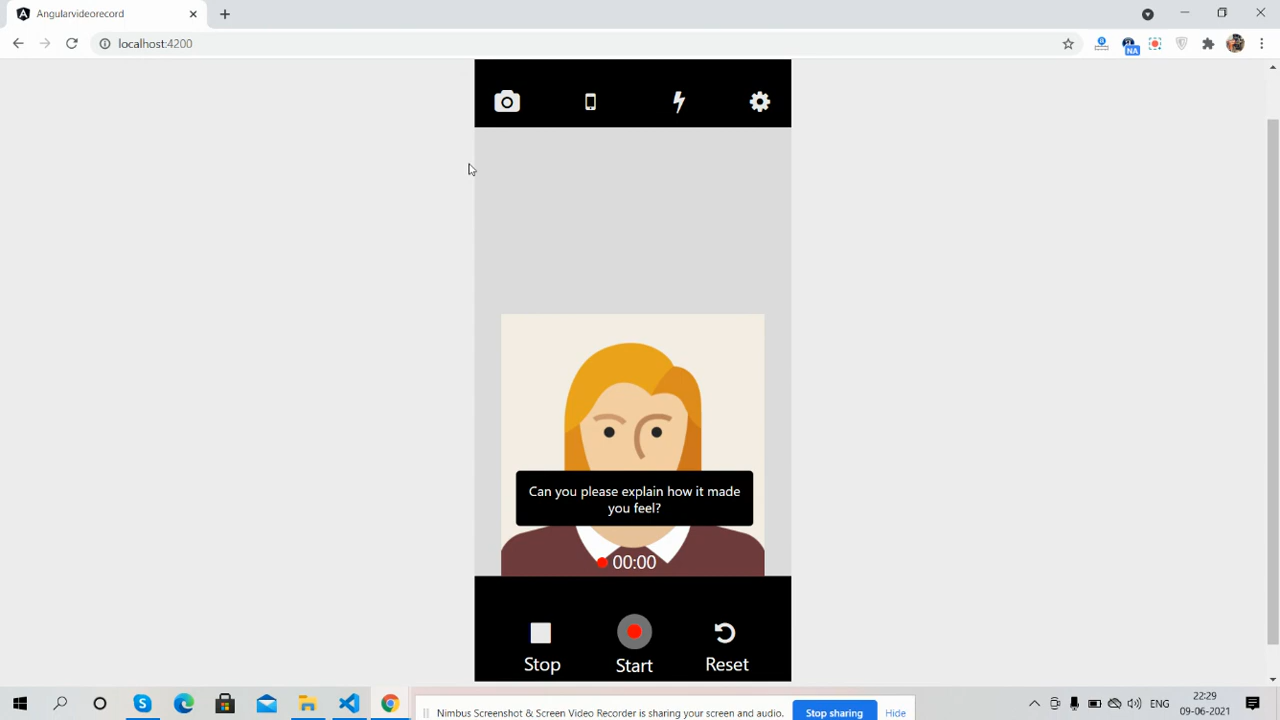 Angularvideorecord
localhost:4200
NA
Can you please explain how it made
you feel?
00:00
Stop
Start
Reset
Nimbus Screenshot & Screen Video Recorder is sharing your screen and audio.
Stop sharing
Hide
ENG
22:29
09-06-2021